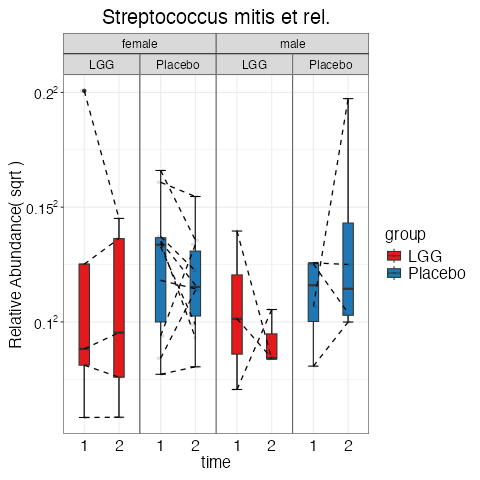 Streptococcus mitis et rel.
female
male
LGG
Placebo
LGG
Placebo
Relative Abundance( sqrt )
0.2²
0.15²
0.1²
1
2
1
2
1
2
1
2
time
group
LGG
Placebo